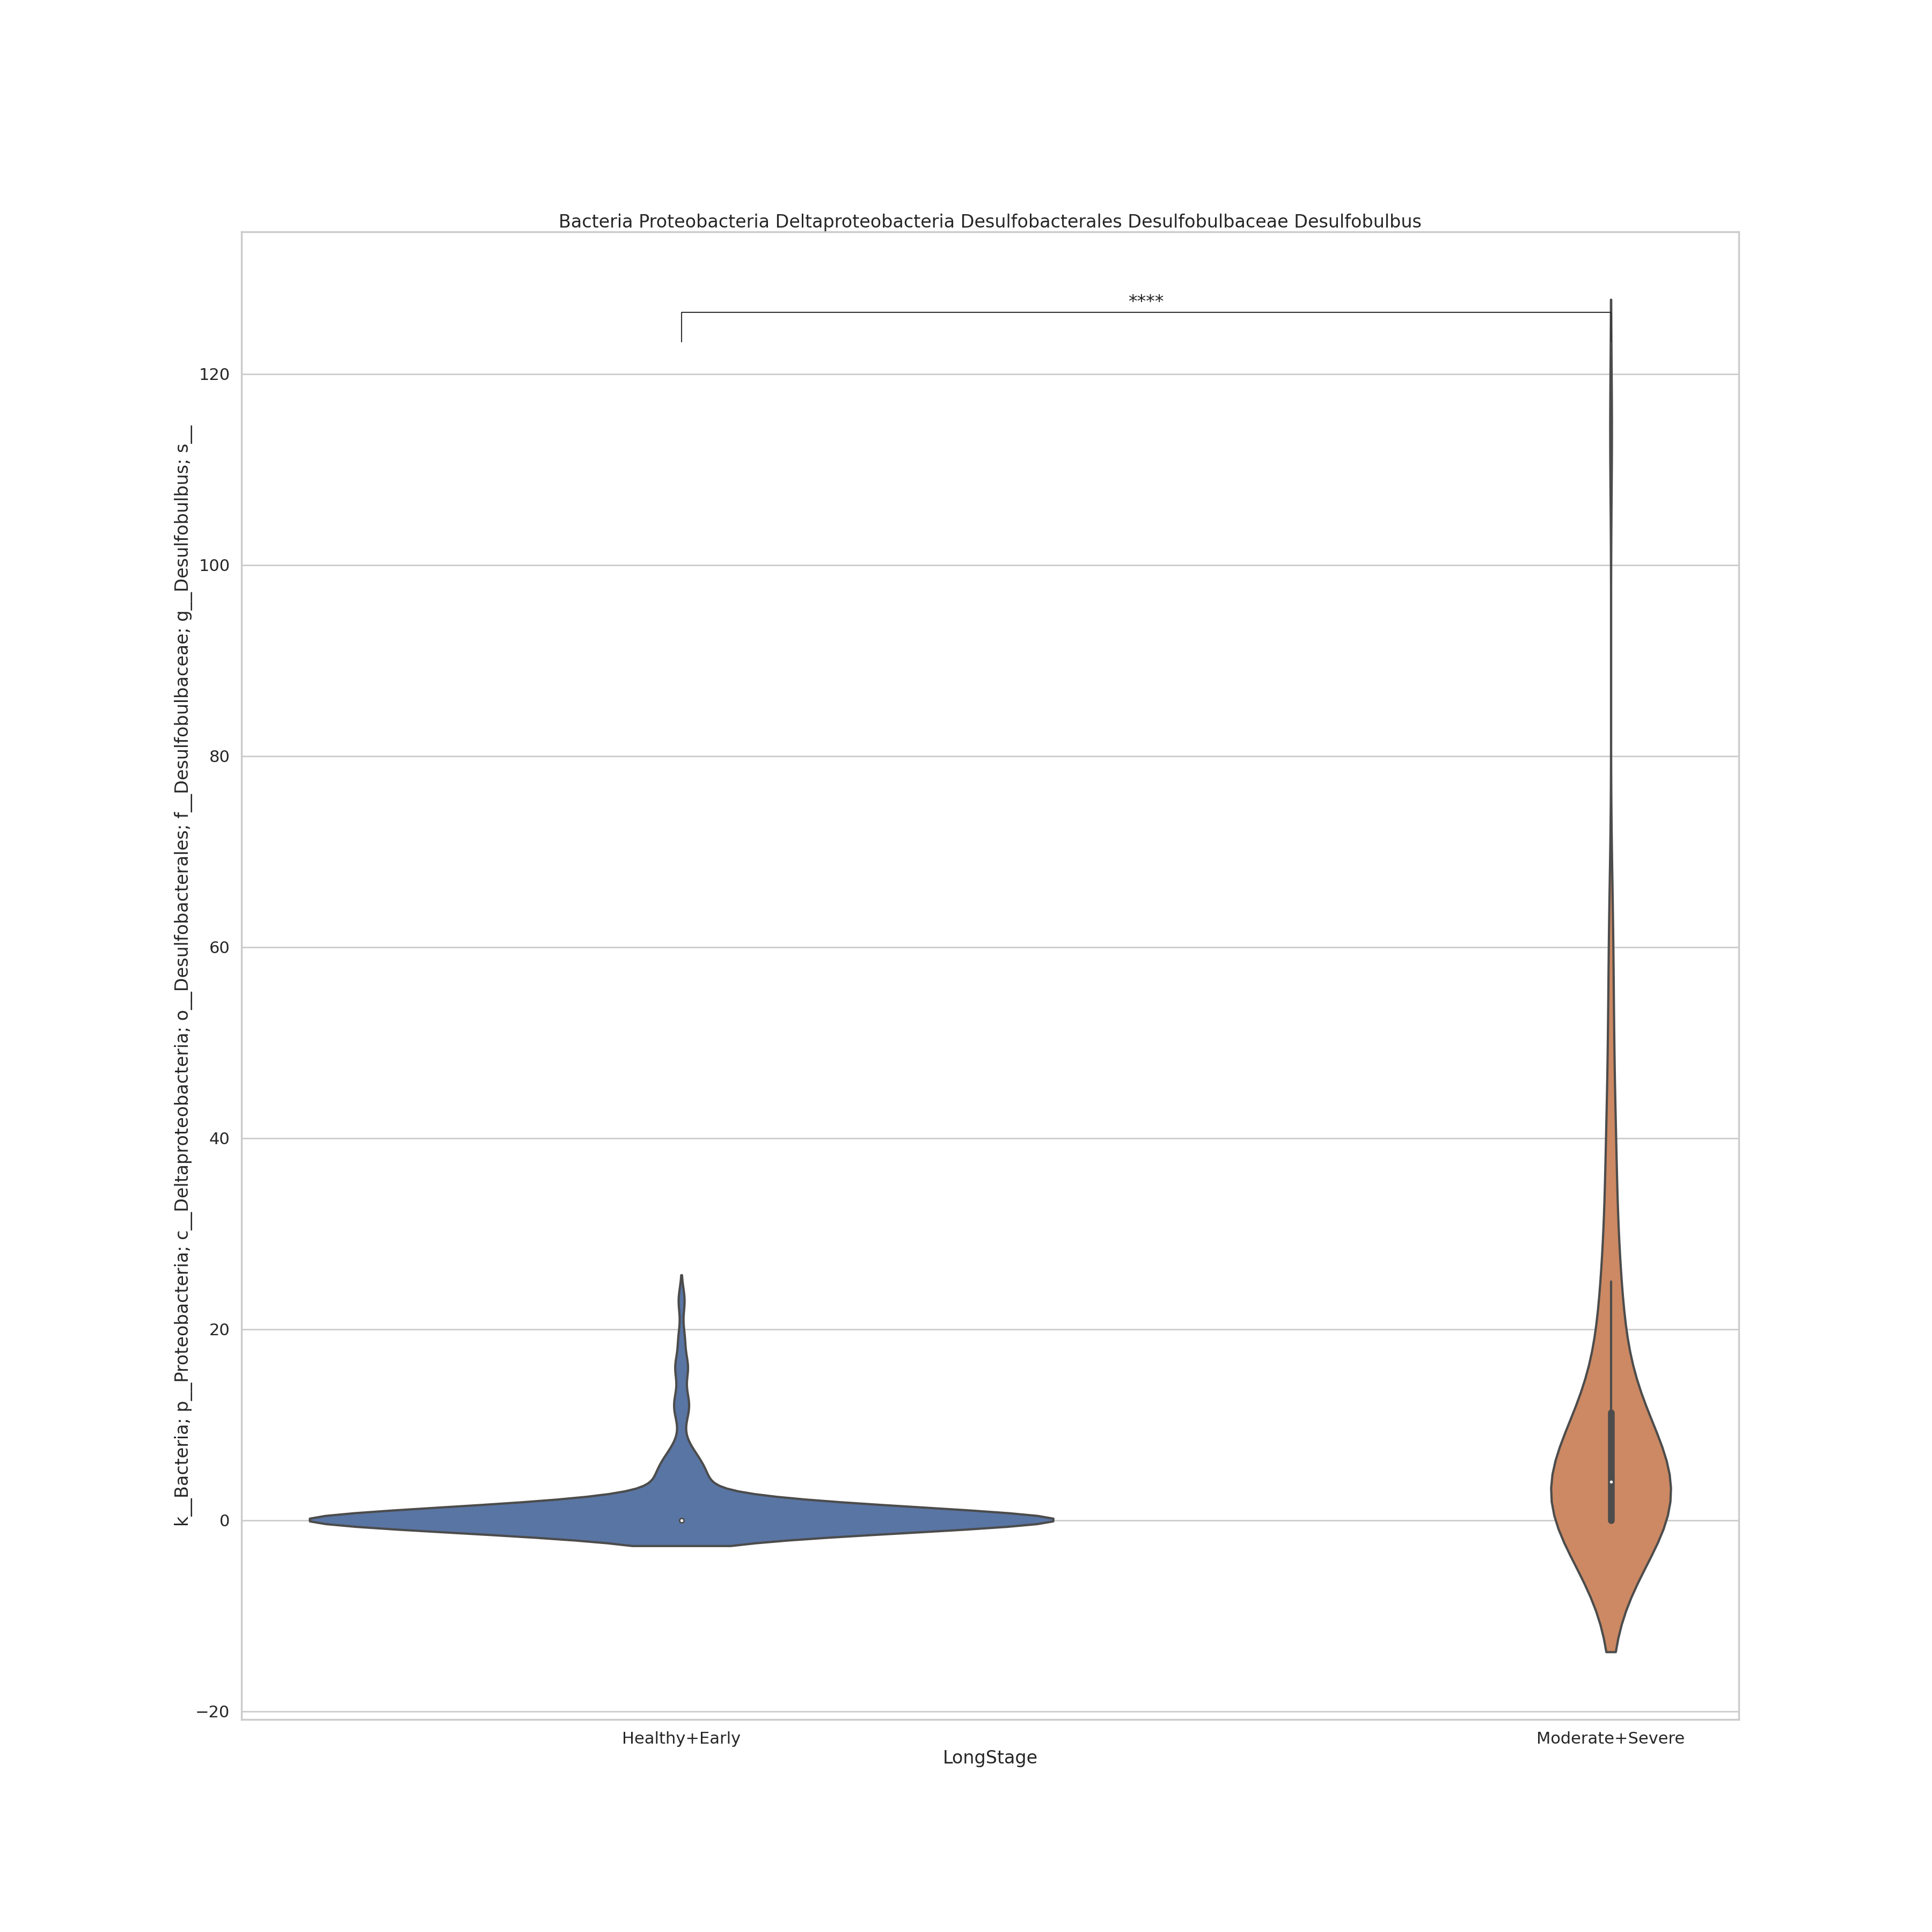 Bacteria Proteobacteria Deltaproteobacteria Desulfobacterales Desulfobulbaceae Desulfobulbus
****
k__Bacteria; p__Proteobacteria; c__Deltaproteobacteria; o__Desulfobacterales; f__Desulfobulbaceae; g__Desulfobulbus; s__
120
100
80
60
40
20
0
−20
Healthy+Early
Moderate+Severe
LongStage